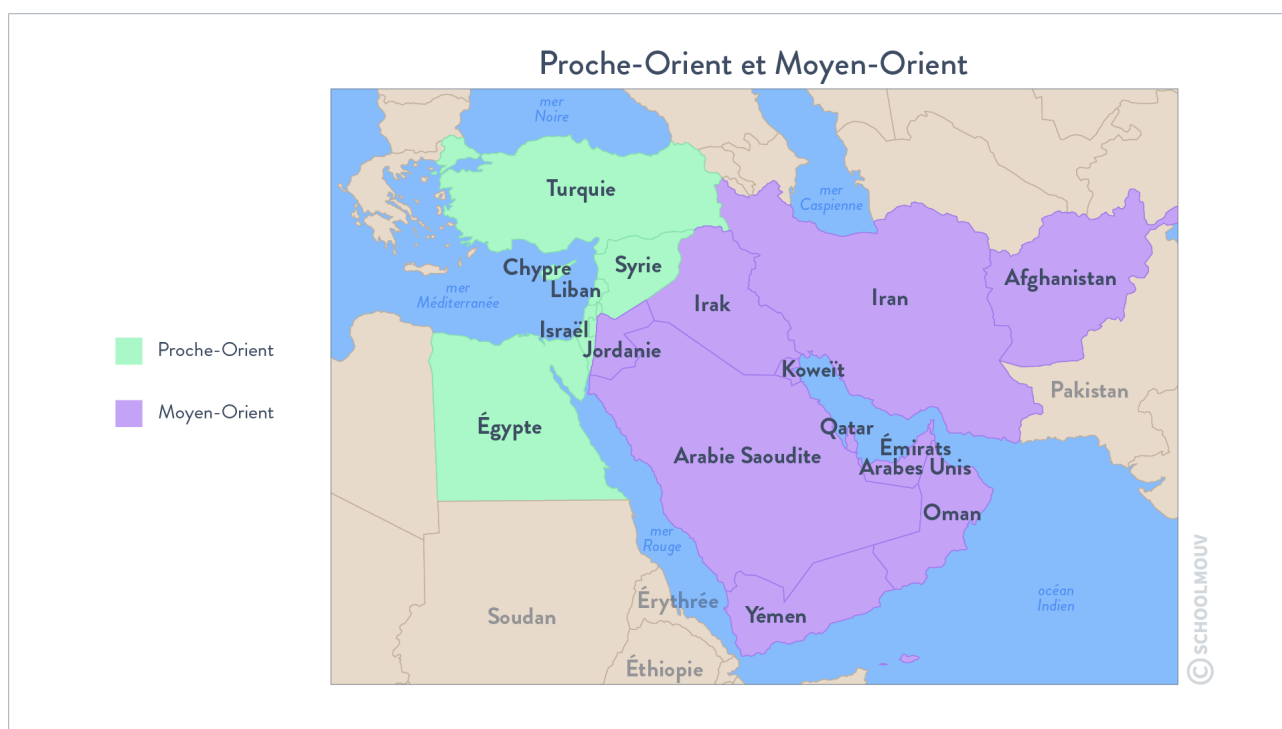 Proche-Orient et Moyen-Orient
mer
Noire
mer
Caspienne
Turquie
Chypre
Syrie
Liban
mer
Méditerranée
Irak
Iran
Afghanistan
Israël
Jordanie
Koweït
Pakistan
Proche-Orient
Moyen-Orient
Égypte
Qatar
Arabie Saoudite
Émirats
Arabes Unis
Oman
mer
Rouge
Érythrée
Soudan
Yémen
océan
Indien
Éthiopie
© SCHOOLMOUV